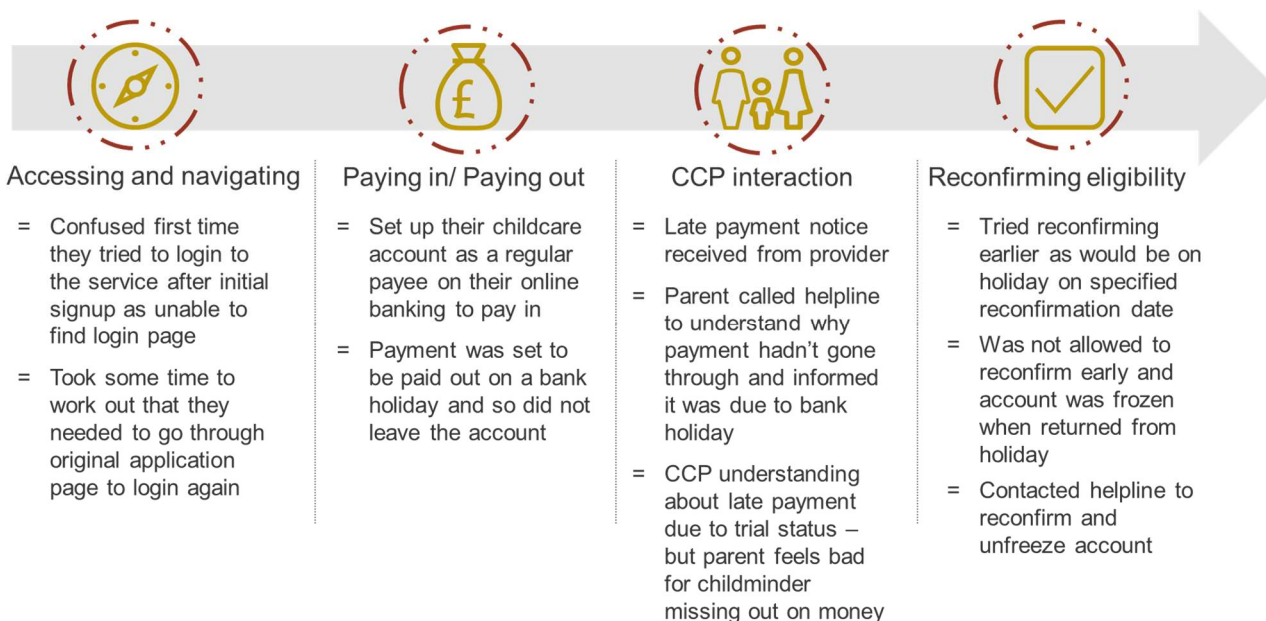 £
Accessing and navigating
= Confused first time
they tried to login to
the service after initial
signup as unable to
find login page
= Took some time to
work out that they
needed to go through
original application
page to login again
Paying in/ Paying out
= Set up their childcare
account as a regular
payee on their online
banking to pay in
= Payment was set to
be paid out on a bank
holiday and so did not
leave the account
CCP interaction
= Late payment notice
received from provider
= Parent called helpline
to understand why
payment hadn’t gone
through and informed
it was due to bank
holiday
= CCP understanding
about late payment
due to trial status –
but parent feels bad
for childminder
missing out on money
Reconfirming eligibility
= Tried reconfirming
earlier as would be on
holiday on specified
reconfirmation date
= Was not allowed to
reconfirm early and
account was frozen
when returned from
holiday
= Contacted helpline to
reconfirm and
unfreeze account